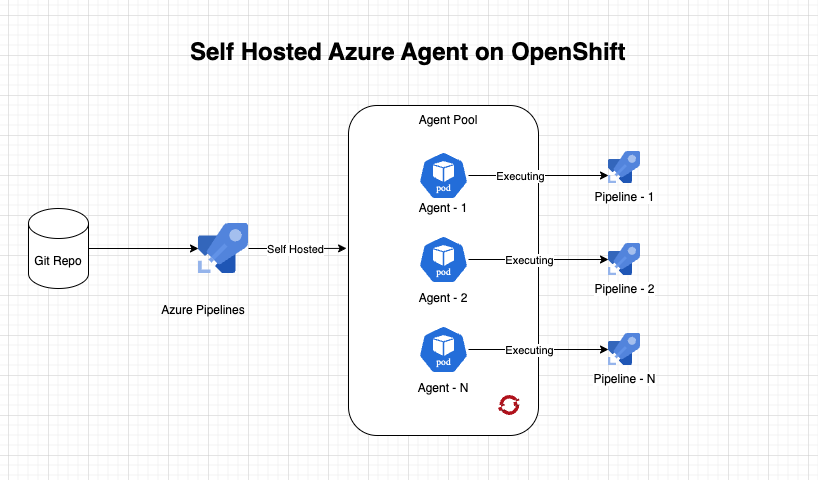 Self Hosted Azure Agent on OpenShift
Agent Pool
pod
Executing
Agent - 1
Pipeline - 1
Git Repo
Self Hosted
Azure Pipelines
pod
Executing
Agent - 2
Pipeline - 2
pod
Executing
Agent - N
Pipeline - N